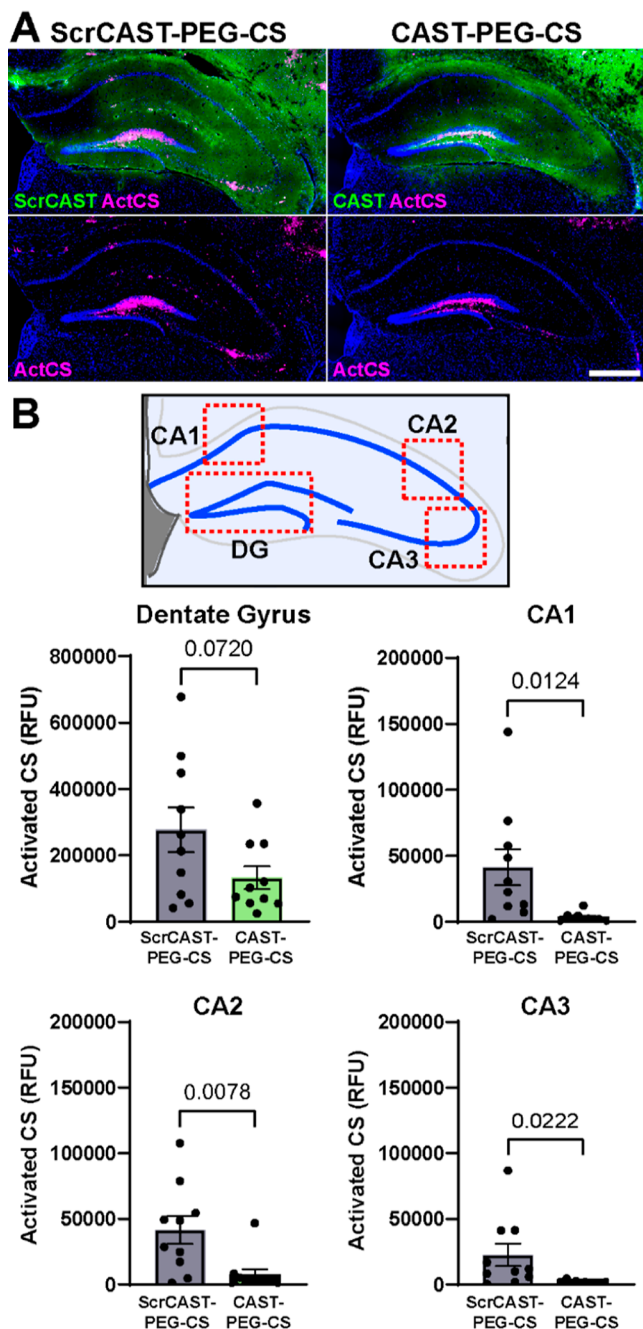 A ScrCAST-PEG-CS CAST-PEG-CS
ScrCAST ActCS CAST ActCS
ActCS ActCS
B
CA1 CA2
DG CA3
Dentate Gyrus CA1
800000
600000
400000
200000
0
Activated CS (RFU)
0.0720
ScrCAST-PEG-CS
CAST-PEG-CS
200000
150000
100000
50000
0
Activated CS (RFU)
0.0124
ScrCAST-PEG-CS
CAST-PEG-CS
CA2 CA3
200000
150000
100000
50000
0
Activated CS (RFU)
0.0078
ScrCAST-PEG-CS
CAST-PEG-CS
200000
150000
100000
50000
0
Activated CS (RFU)
0.0222
ScrCAST-PEG-CS
CAST-PEG-CS